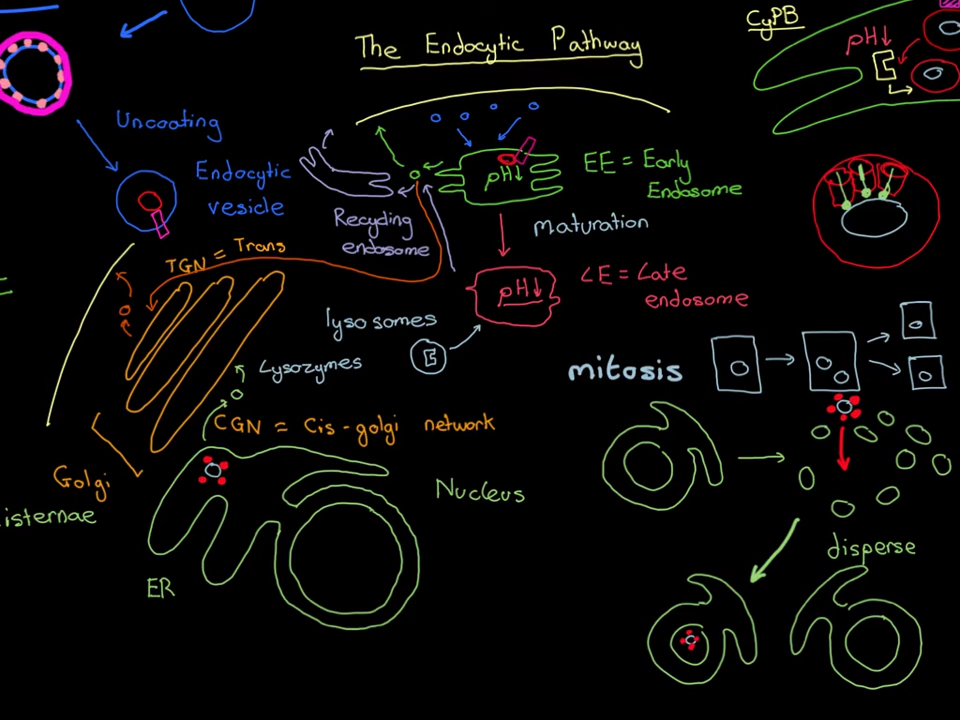 The Endocytic Pathway
CyPB
pH↓
Uncoating
Endocytic
vesicle
pH↓
EE = Early
Endosome
Recycling
endosome
maturation
TGN = Trans
pH↓
LE = Late
endosome
lysosomes
Lysozymes
mitosis
CGN = Cis-golgi network
Golgi
isternae
Nucleus
ER
disperse